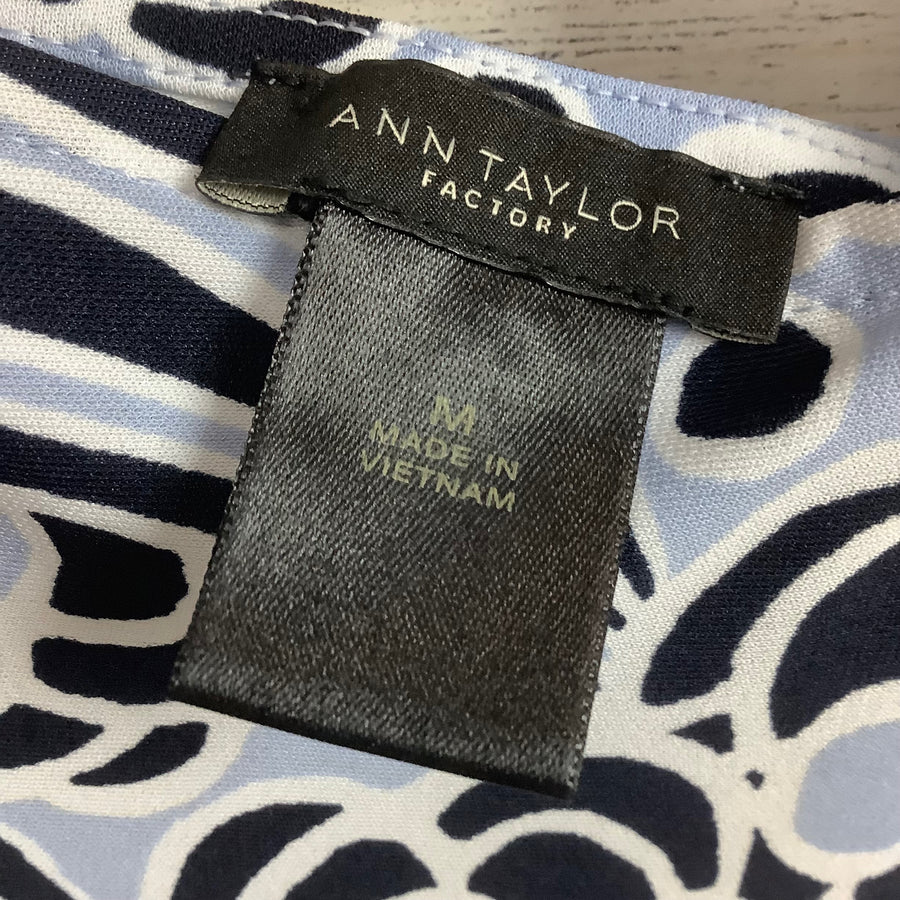 ANN TAYLOR
FACTORY
M
MADE IN
VIETNAM